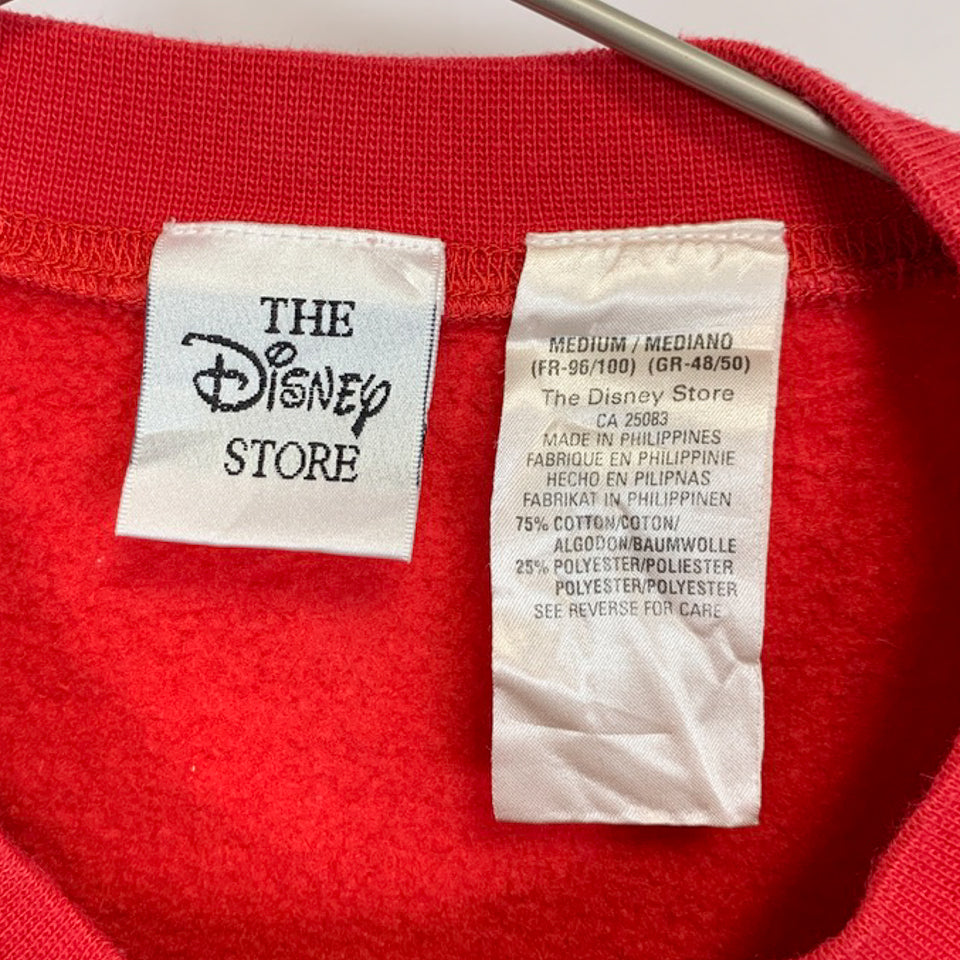 THE
Disney
STORE
MEDIUM / MEDIANO
(FR-96/100) (GR-48/50)
The Disney Store
CA 25083
MADE IN PHILIPPINES
FABRIQUE EN PHILIPPINIE
HECHO EN PILIPNAS
FABRIKAT IN PHILIPPINEN
75% COTTON/COTON/
ALGODON/BAUMWOLLE
25% POLYESTER/POLIESTER
POLYESTER/POLYESTER
SEE REVERSE FOR CARE